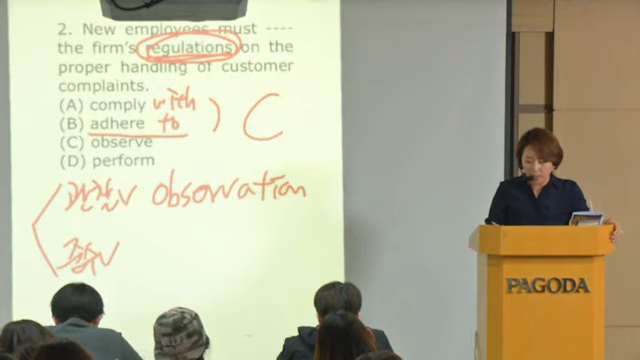 2. New employees must ----
the firm's regulations on the
proper handling of customer
complaints.
(A) comply with
(B) adhere to ) C
(C) observe
(D) perform
관찰 observation
준수
PAGODA